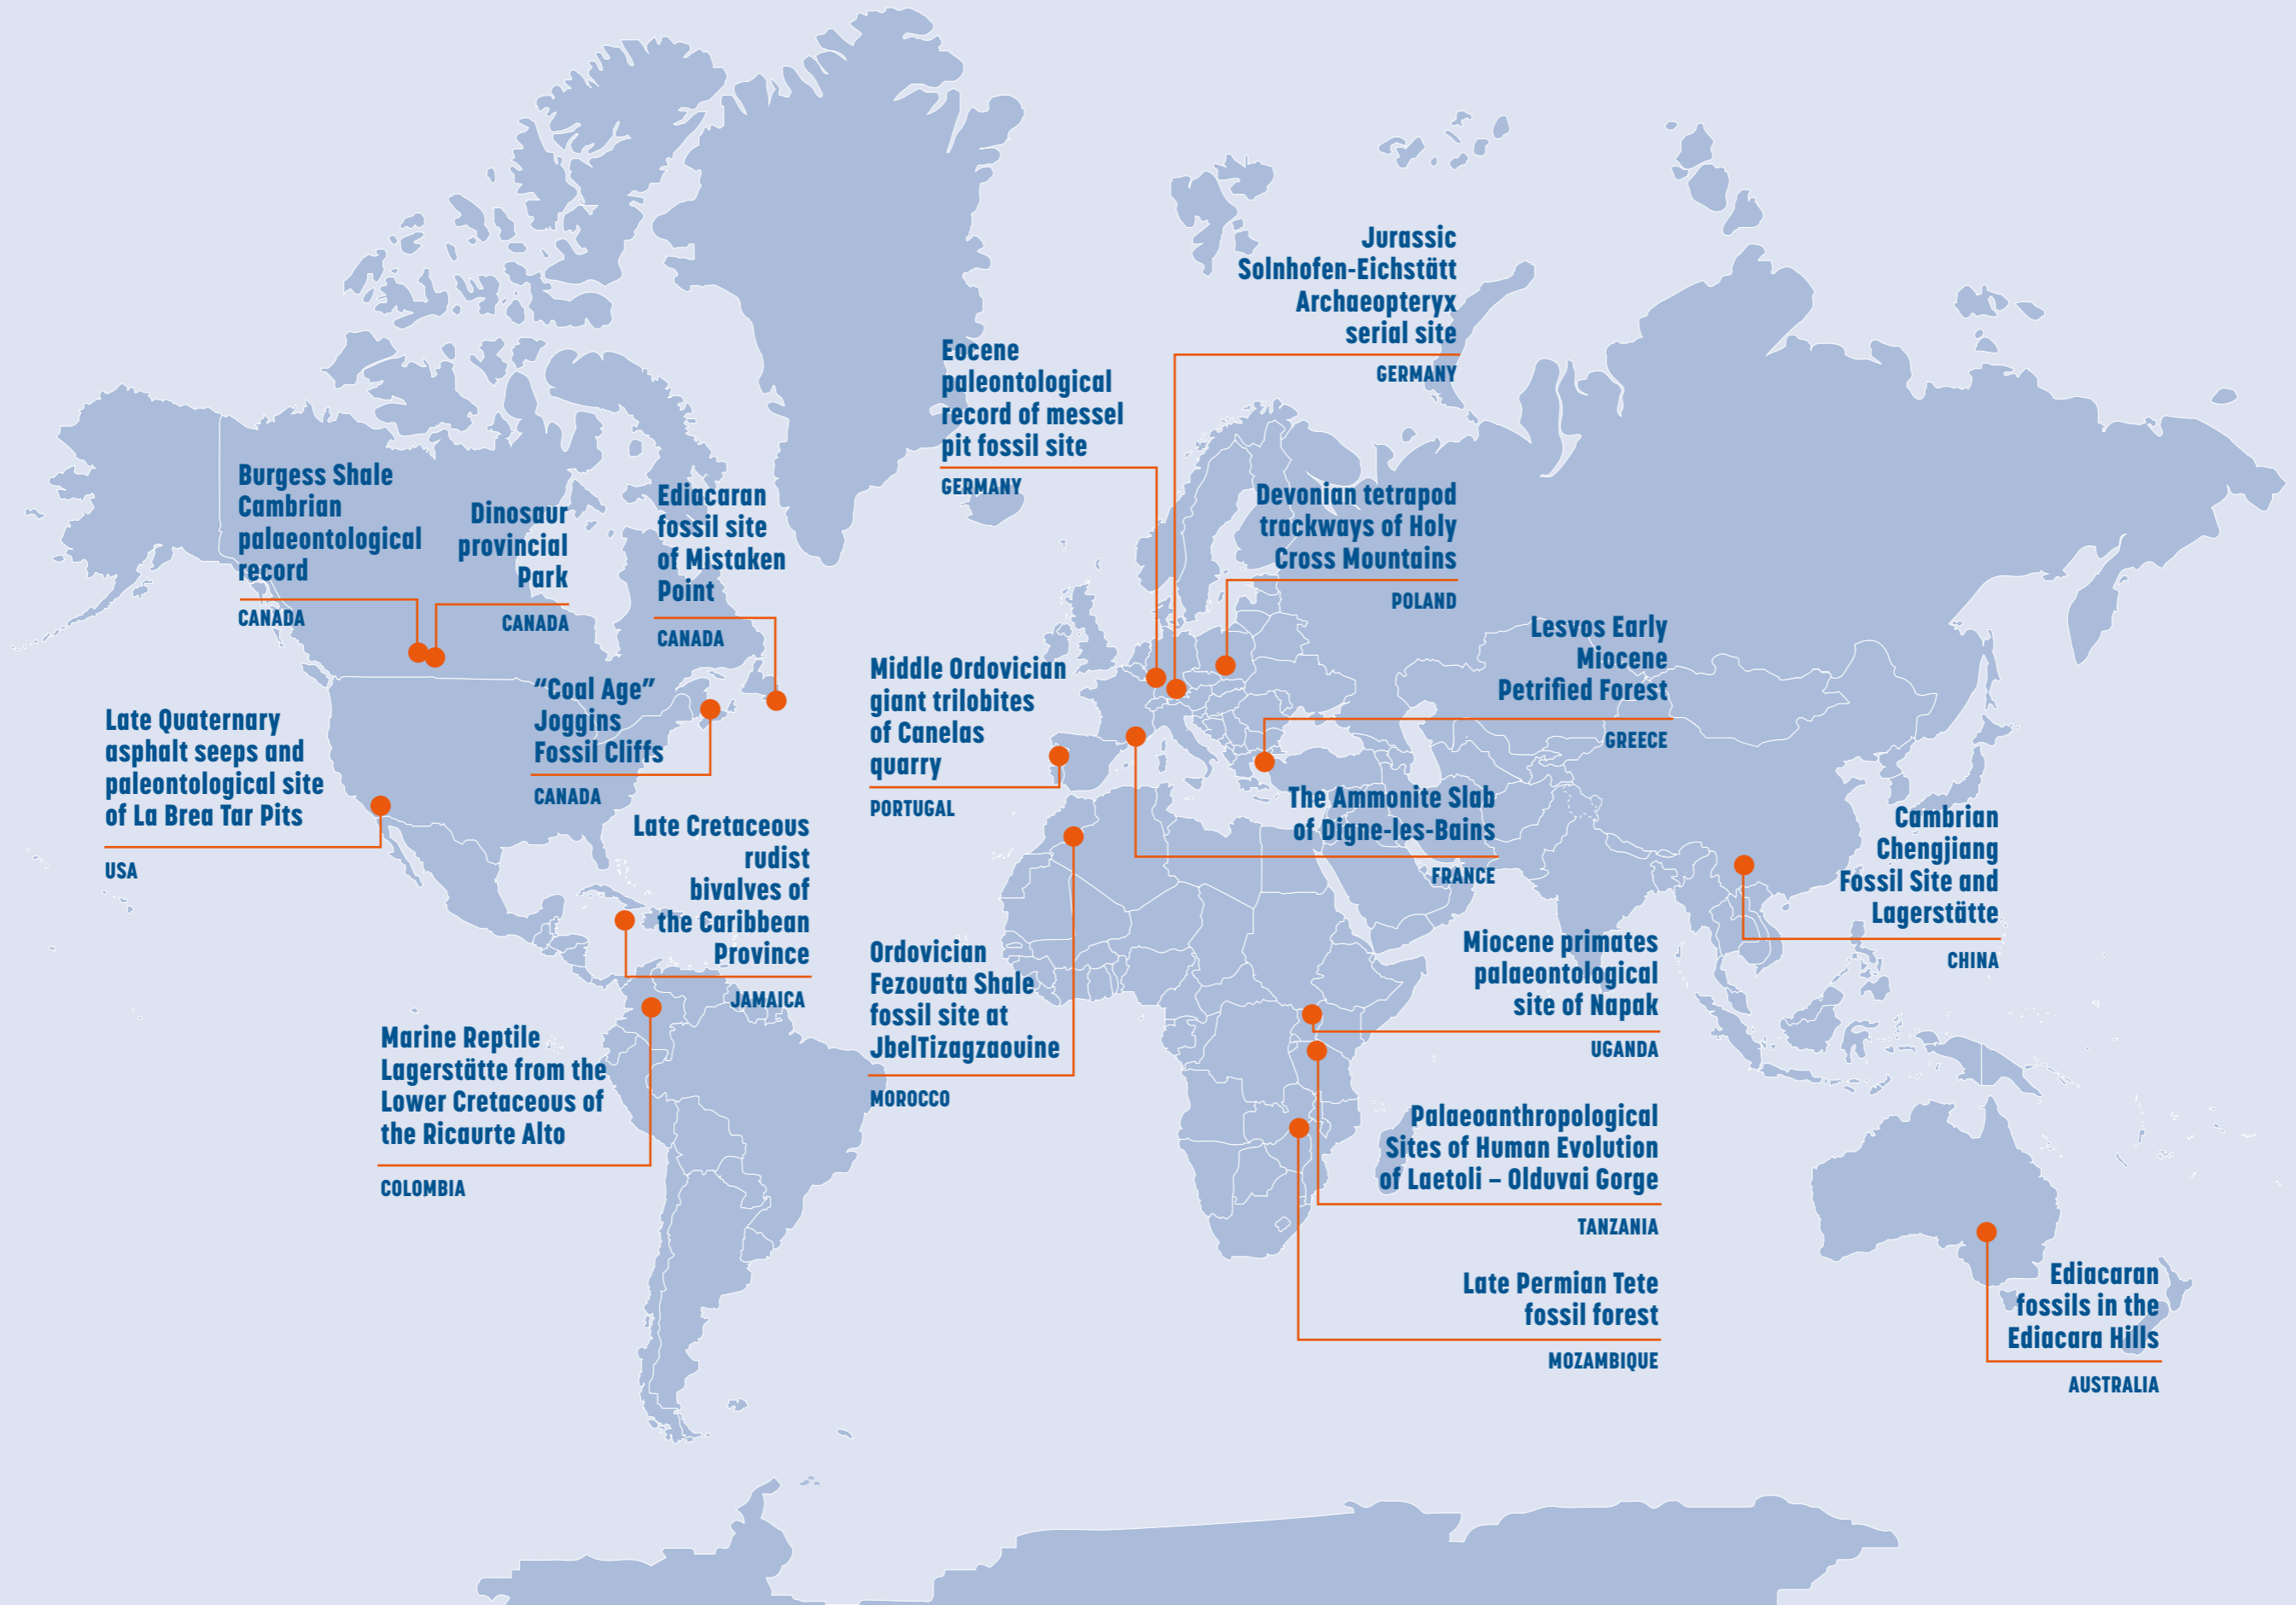 Jurassic
Solnhofen-Eichstätt
Archaeopteryx
serial site
GERMANY
Eocene
paleontological
record of messel
pit fossil site
GERMANY
Burgess Shale
Cambrian
palaeontological
record
CANADA
Dinosaur
provincial
Park
CANADA
Ediacaran
fossil site
of Mistaken
Point
CANADA
Devonian tetrapod
trackways of Holy
Cross Mountains
POLAND
Lesvos Early
Miocene
Petrified Forest
GREECE
Middle Ordovician
giant trilobites
of Canelas
quarry
PORTUGAL
“Coal Age”
Joggins
Fossil Cliffs
CANADA
Late Quaternary
asphalt seeps and
paleontological site
of La Brea Tar Pits
USA
The Ammonite Slab
of Digne-les-Bains
FRANCE
Cambrian
Chengjiang
Fossil Site and
Lagerstätte
CHINA
Late Cretaceous
rudist
bivalves of
the Caribbean
Province
JAMAICA
Ordovician
Fezouata Shale
fossil site at
JbelTizagzaouine
MOROCCO
Miocene primates
palaeontological
site of Napak
UGANDA
Marine Reptile
Lagerstätte from the
Lower Cretaceous of
the Ricaurte Alto
COLOMBIA
Palaeoanthropological
Sites of Human Evolution
of Laetoli – Olduvai Gorge
TANZANIA
Late Permian Tete
fossil forest
MOZAMBIQUE
Ediacaran
fossils in the
Ediacara Hills
AUSTRALIA